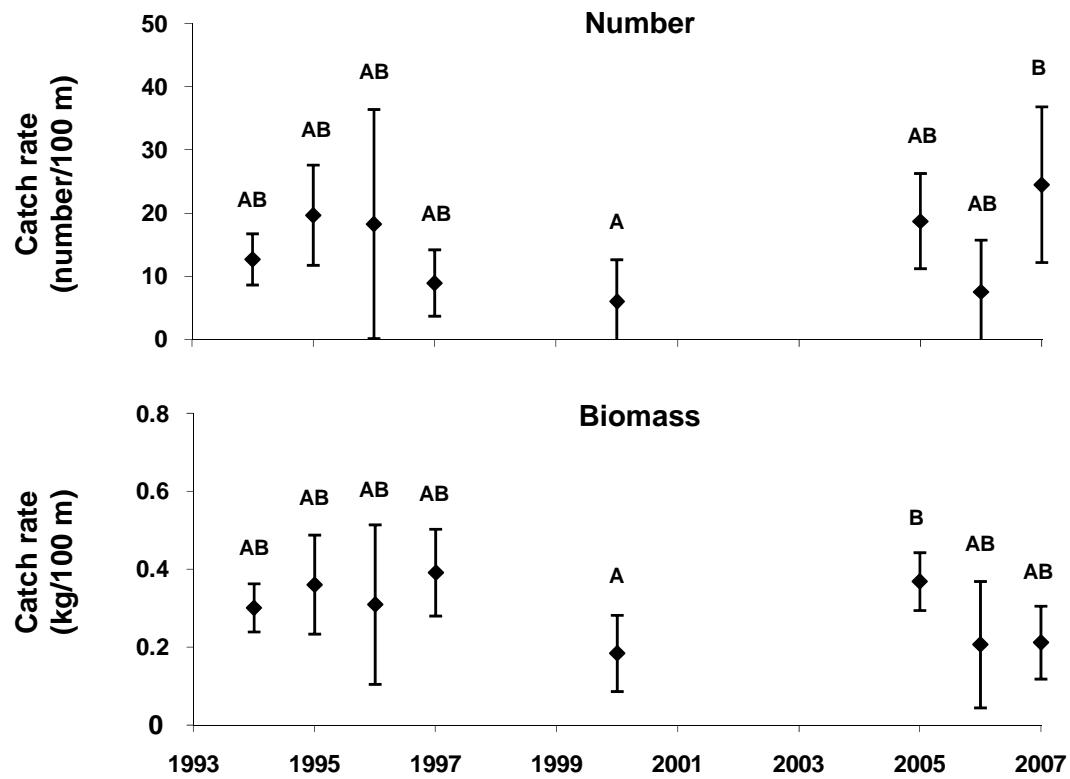 Number
Catch rate
(number/100 m)
50
40
30
20
10
0
AB
AB
AB
AB
A
AB
AB
B
Biomass
Catch rate
(kg/100 m)
0.8
0.6
0.4
0.2
0
AB
AB
AB
AB
A
B
AB
AB
1993 1995 1997 1999 2001 2003 2005 2007